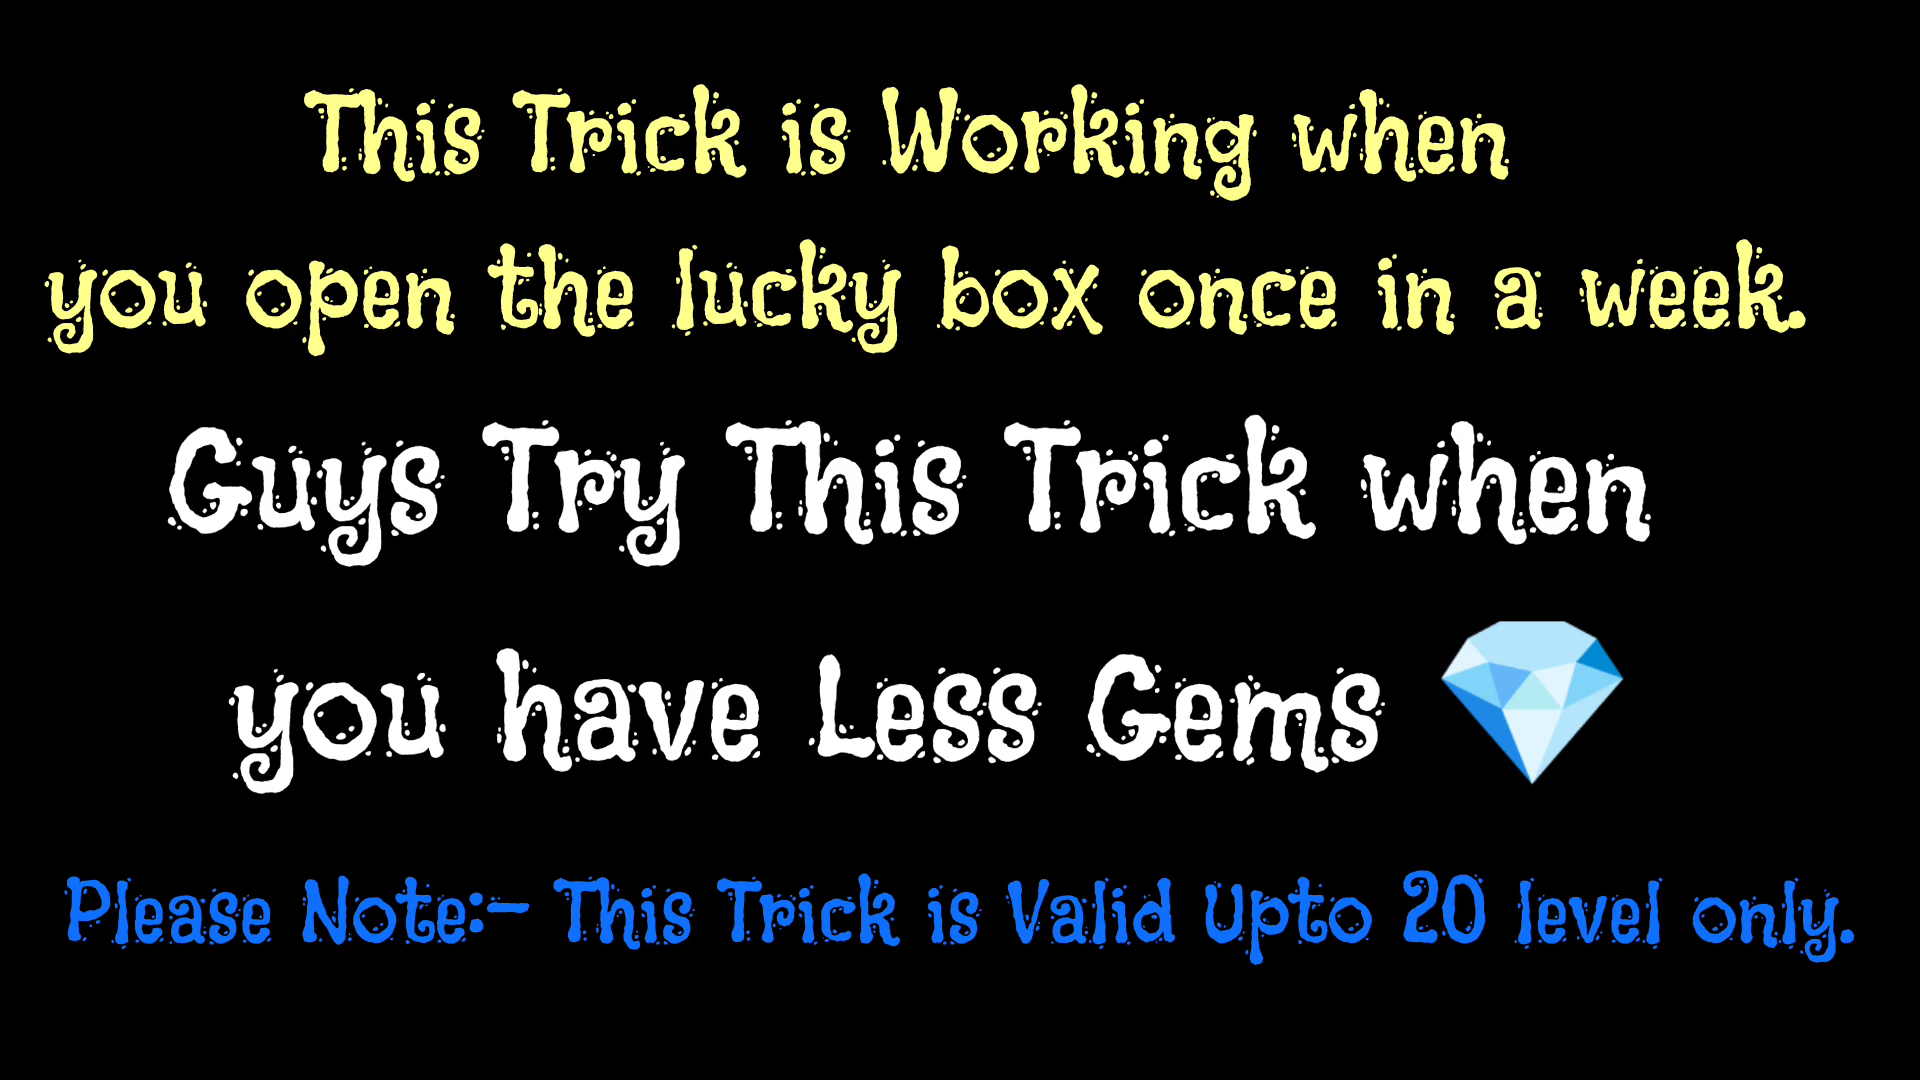 This Trick is Working when
you open the lucky box once in a week.
Guys Try This Trick when
you have Less Gems 💎
Please Note:- This Trick is Valid Upto 20 level only.